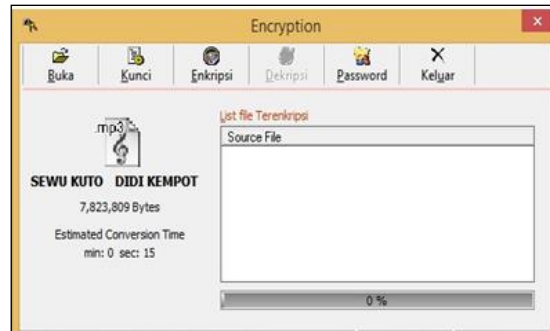 Encryption
Buka Kunci Enkripsi Dekripsi Password Keluar
.mp3
SEWU KUTO DIDI KEMPOT
7,823,809 Bytes
Estimated Conversion Time
min: 0 sec: 15
List file Terenkripsi
Source File
0 %